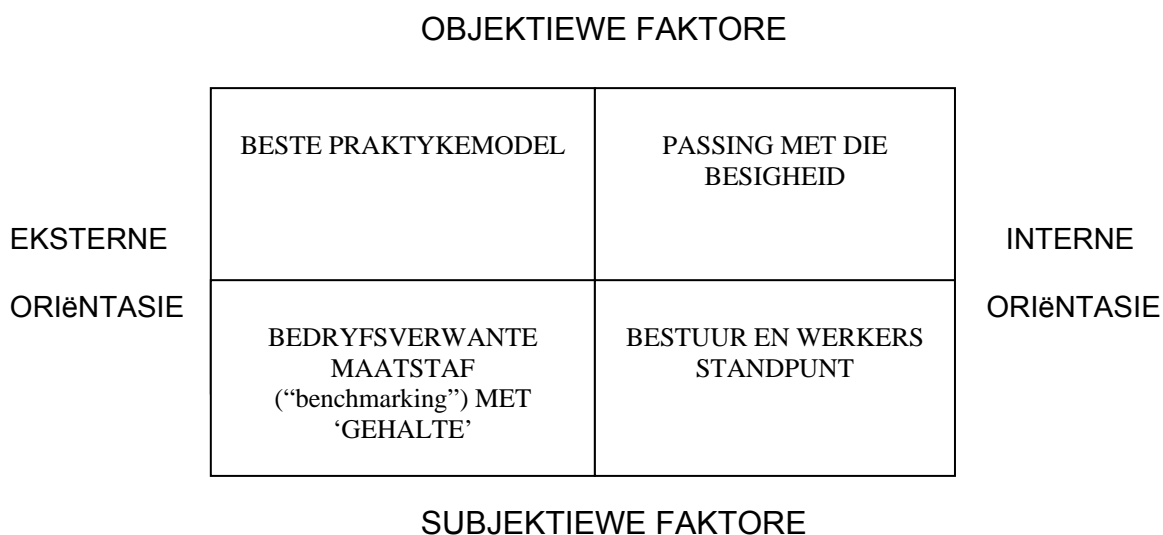 OBJEKTIEWE FAKTORE
BESTE PRAKTYKEMODEL
PASSING MET DIE
BESIGHEID
EKSTERNE
ORIëNTASIE
INTERNE
ORIëNTASIE
BEDRYFSVERWANTE
MAATSTAF
(“benchmarking”) MET
‘GEHALTE’
BESTUUR EN WERKERS
STANDPUNT
SUBJEKTIEWE FAKTORE